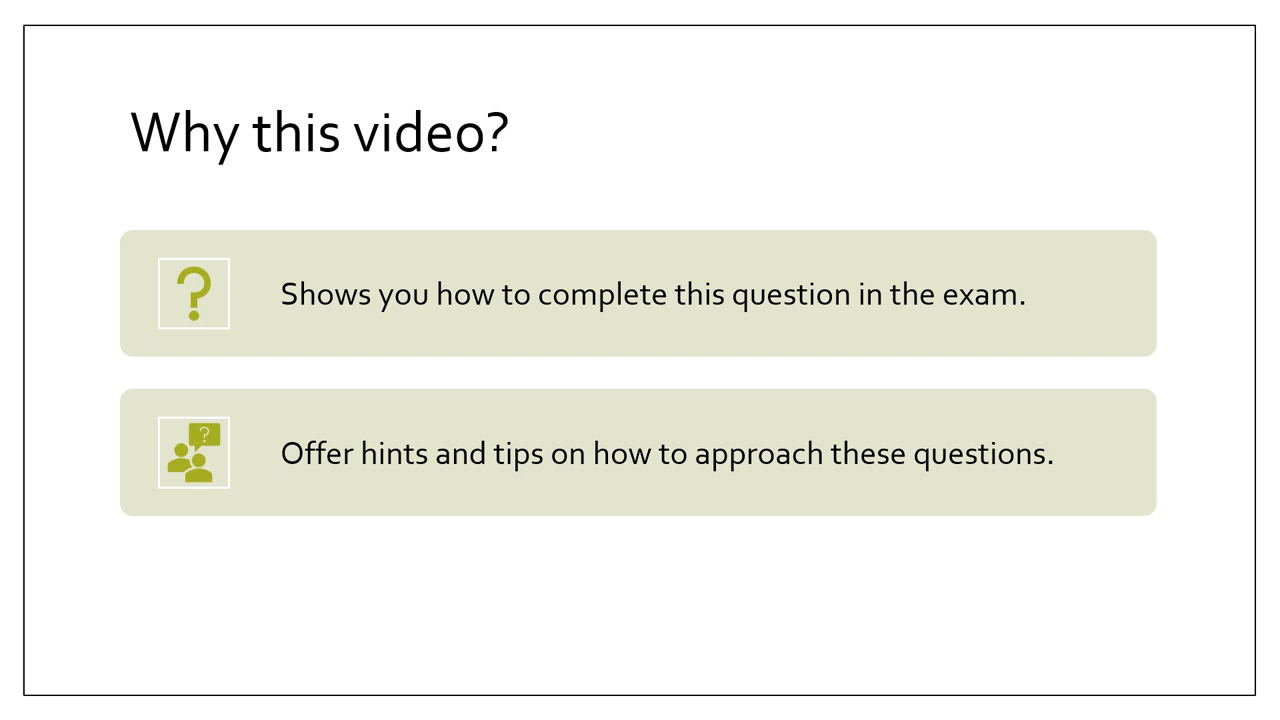 Why this video?
?
Shows you how to complete this question in the exam.
?
Offer hints and tips on how to approach these questions.